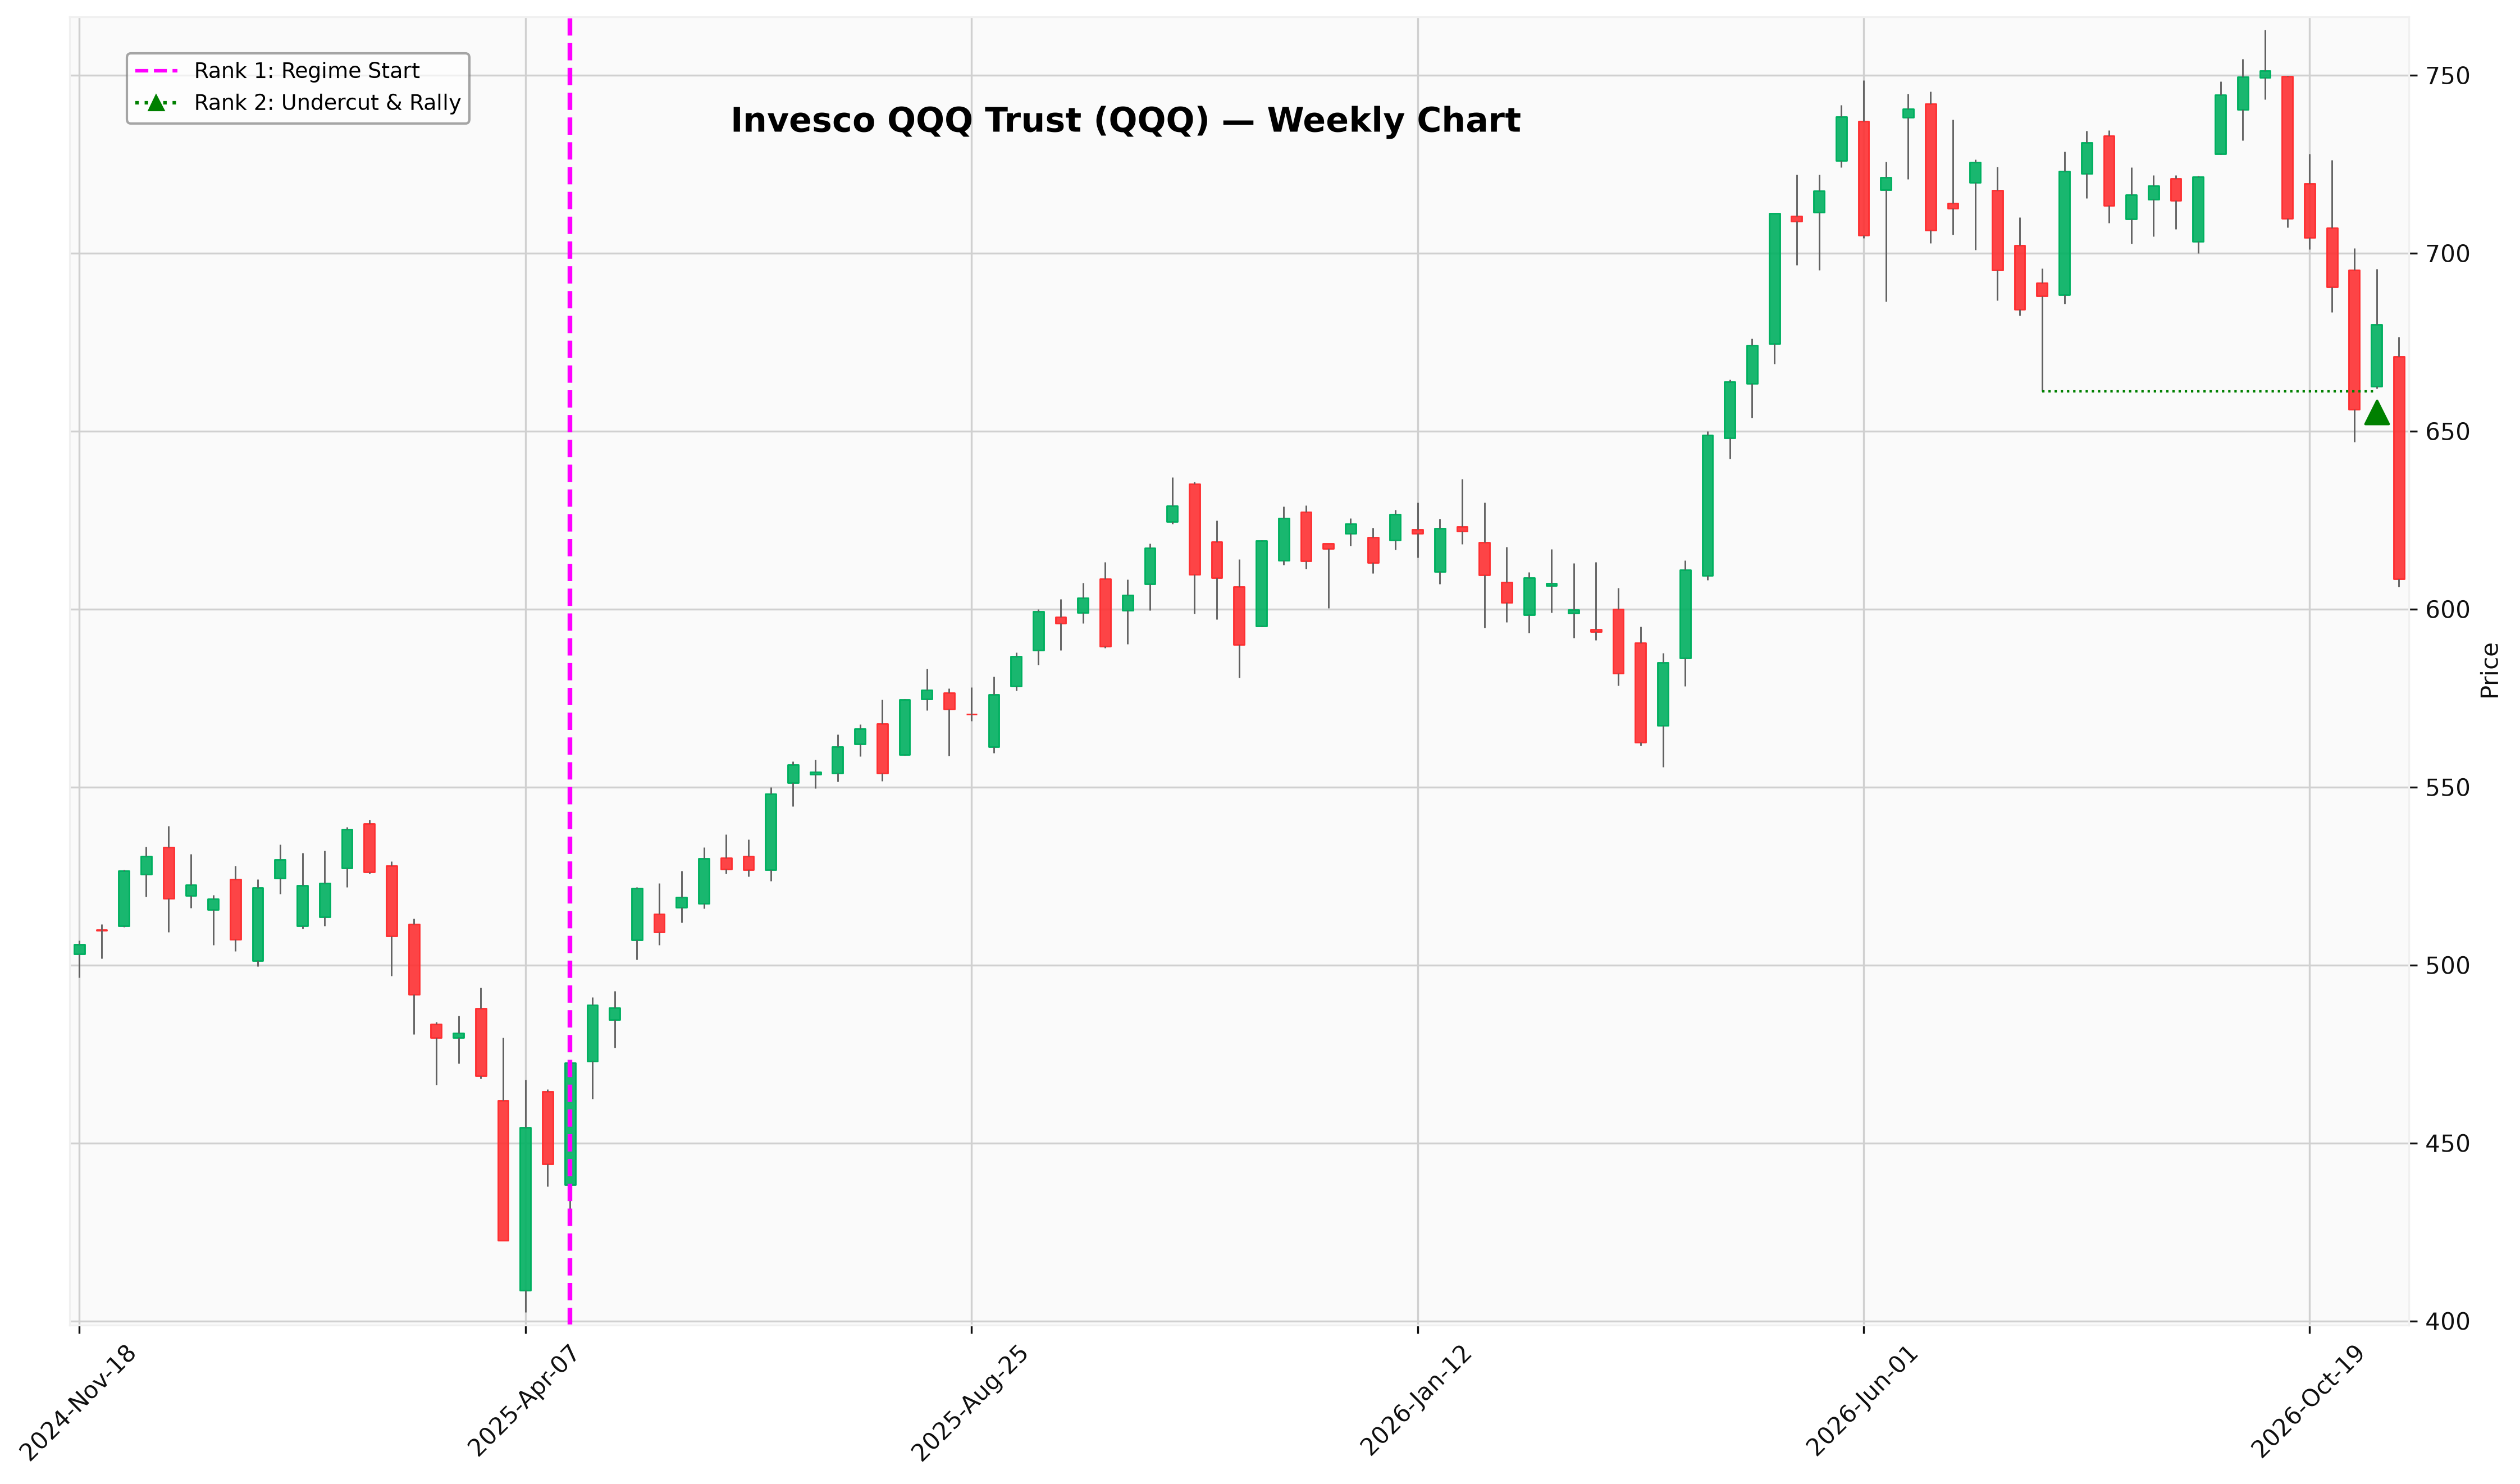 Rank 1: Regime Start
Rank 2: Undercut & Rally
Invesco QQQ Trust (QQQ) — Weekly Chart
750
700
650
600
550
500
450
400
Price
2024-Nov-18
2025-Apr-07
2025-Aug-25
2026-Jan-12
2026-Jun-01
2026-Oct-19